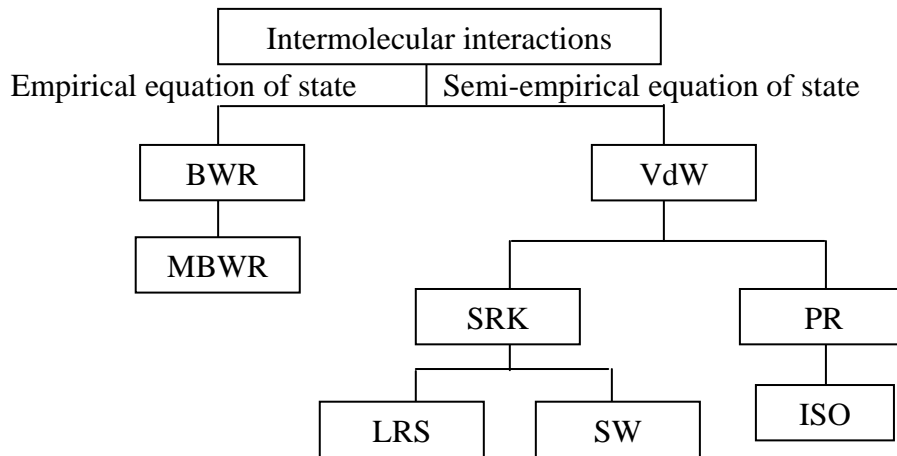 Intermolecular interactions
Empirical equation of state
Semi-empirical equation of state
BWR
VdW
MBWR
SRK
PR
LRS
SW
ISO